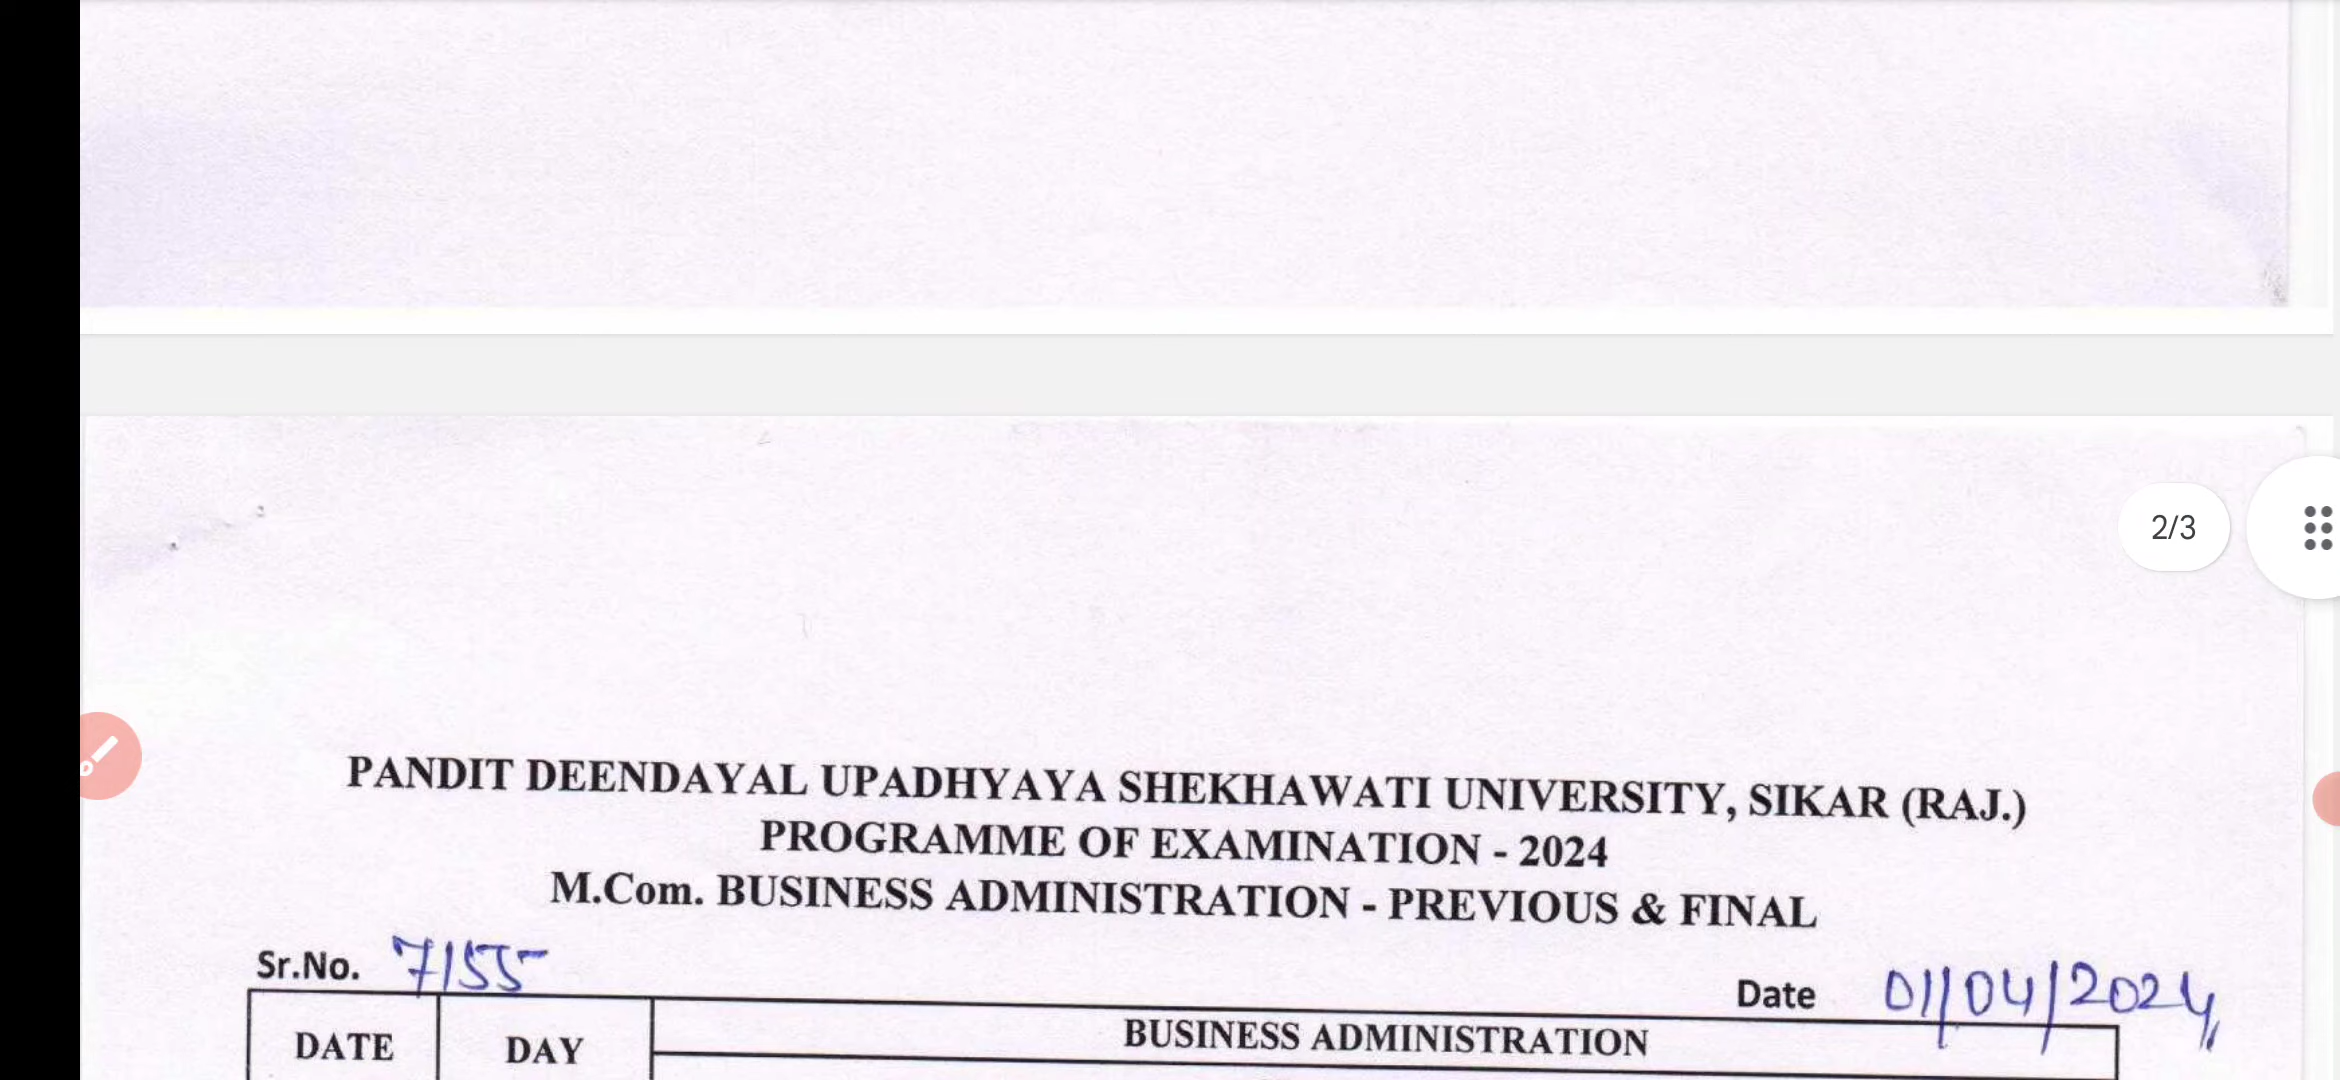 2/3
PANDIT DEENDAYAL UPADHYAYA SHEKHAWATI UNIVERSITY, SIKAR (RAJ.)
PROGRAMME OF EXAMINATION - 2024
M.Com. BUSINESS ADMINISTRATION - PREVIOUS & FINAL
Sr.No. 7155
Date 01/04/2024
DATE DAY BUSINESS ADMINISTRATION